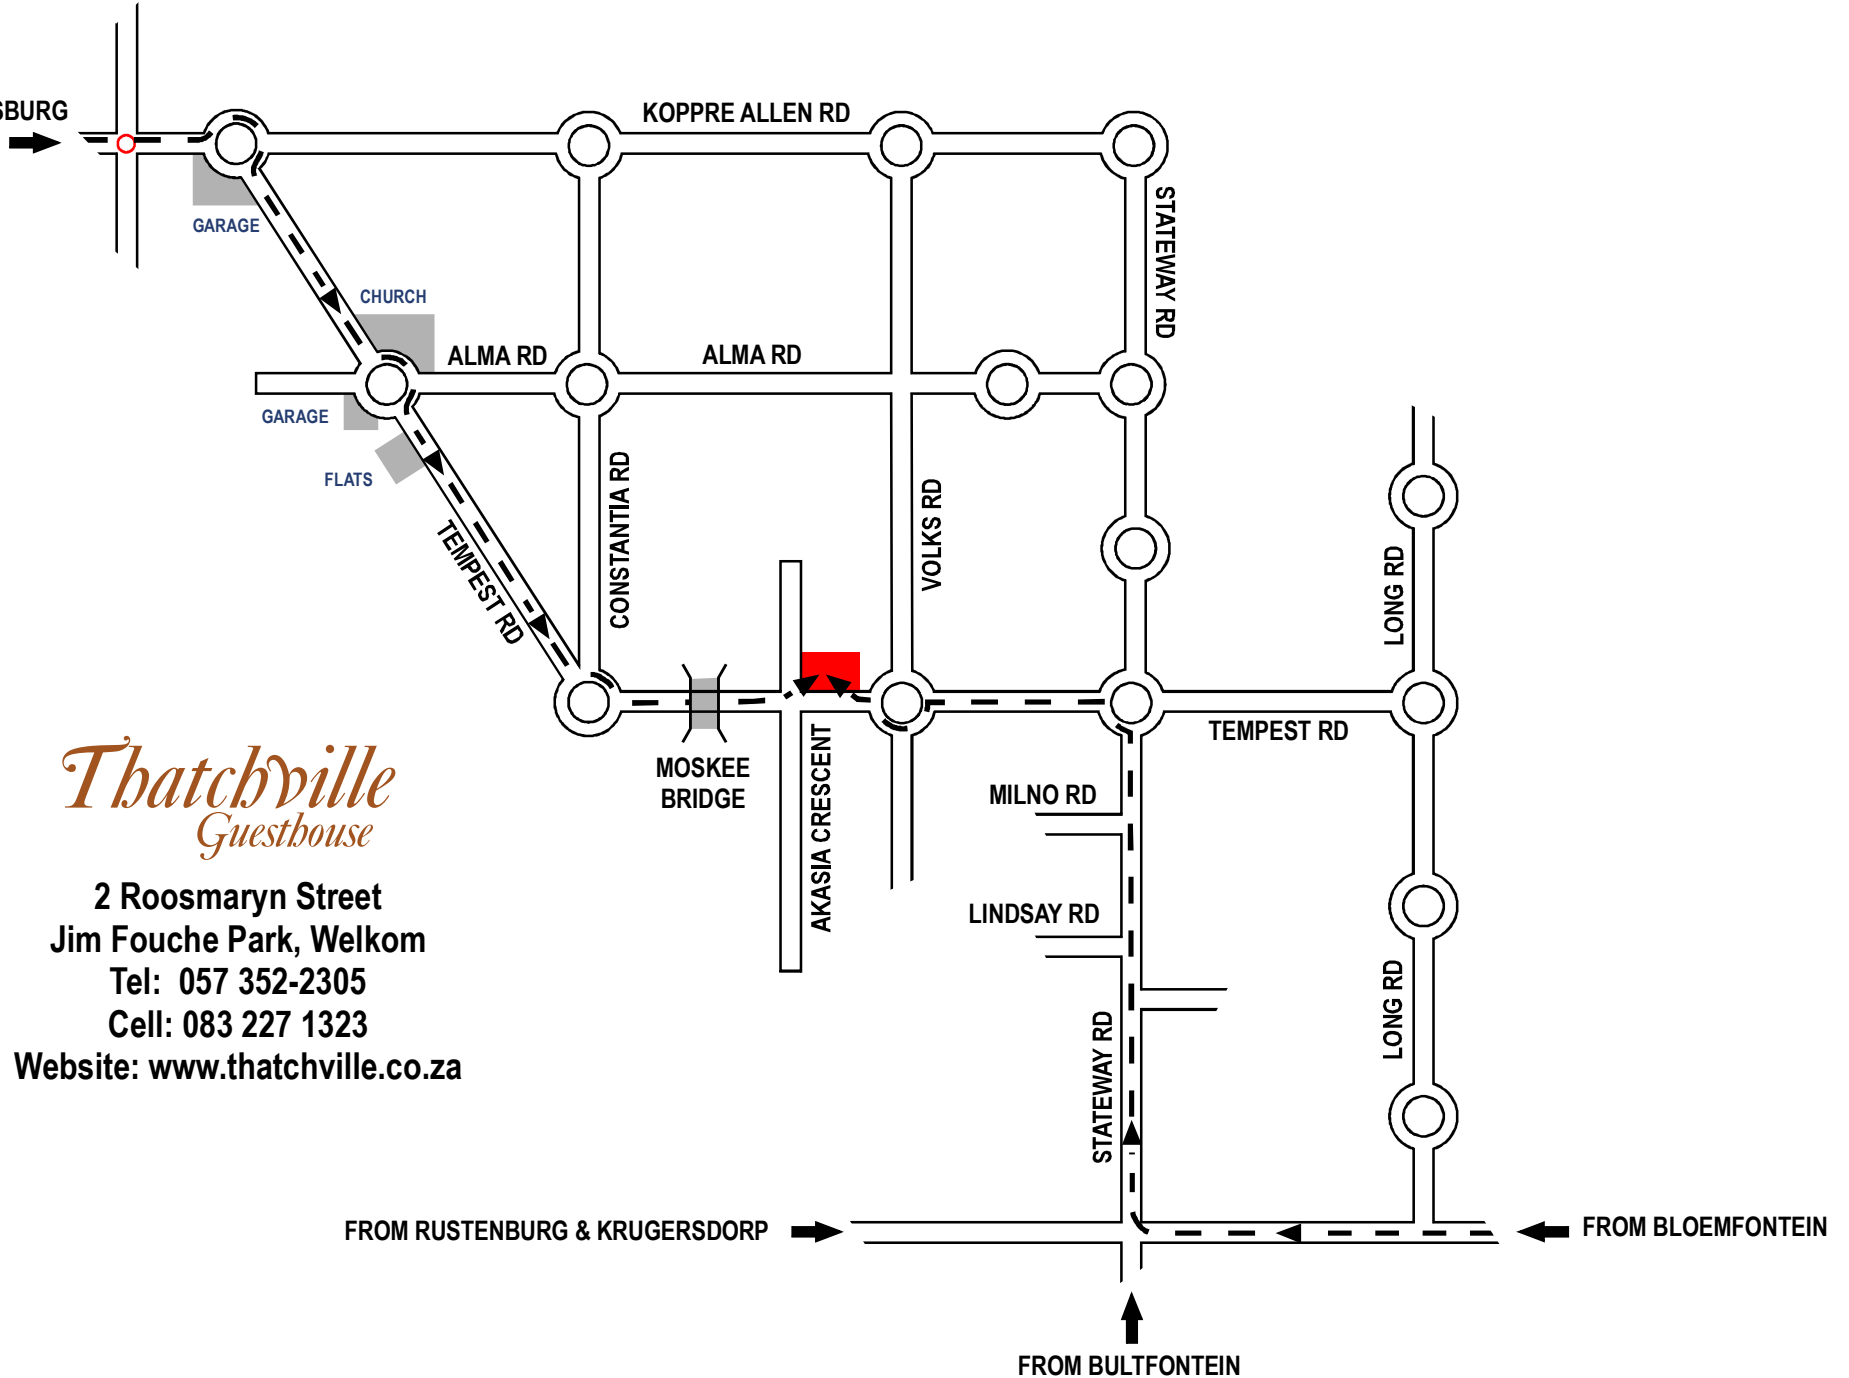 SBURG
KOPPRE ALLEN RD
STATEWAY RD
GARAGE
CHURCH
ALMA RD
ALMA RD
GARAGE
FLATS
TEMPEST RD
CONSTANTIA RD
VOLKS RD
LONG RD
MOSKEE
BRIDGE
AKASIA CRESCENT
TEMPEST RD
MILNO RD
LINDSAY RD
STATEWAY RD
LONG RD
Thatchville
Guesthouse
2 Roosmaryn Street
Jim Fouche Park, Welkom
Tel: 057 352-2305
Cell: 083 227 1323
Website: www.thatchville.co.za
FROM RUSTENBURG & KRUGERSDORP
FROM BLOEMFONTEIN
FROM BULTFONTEIN